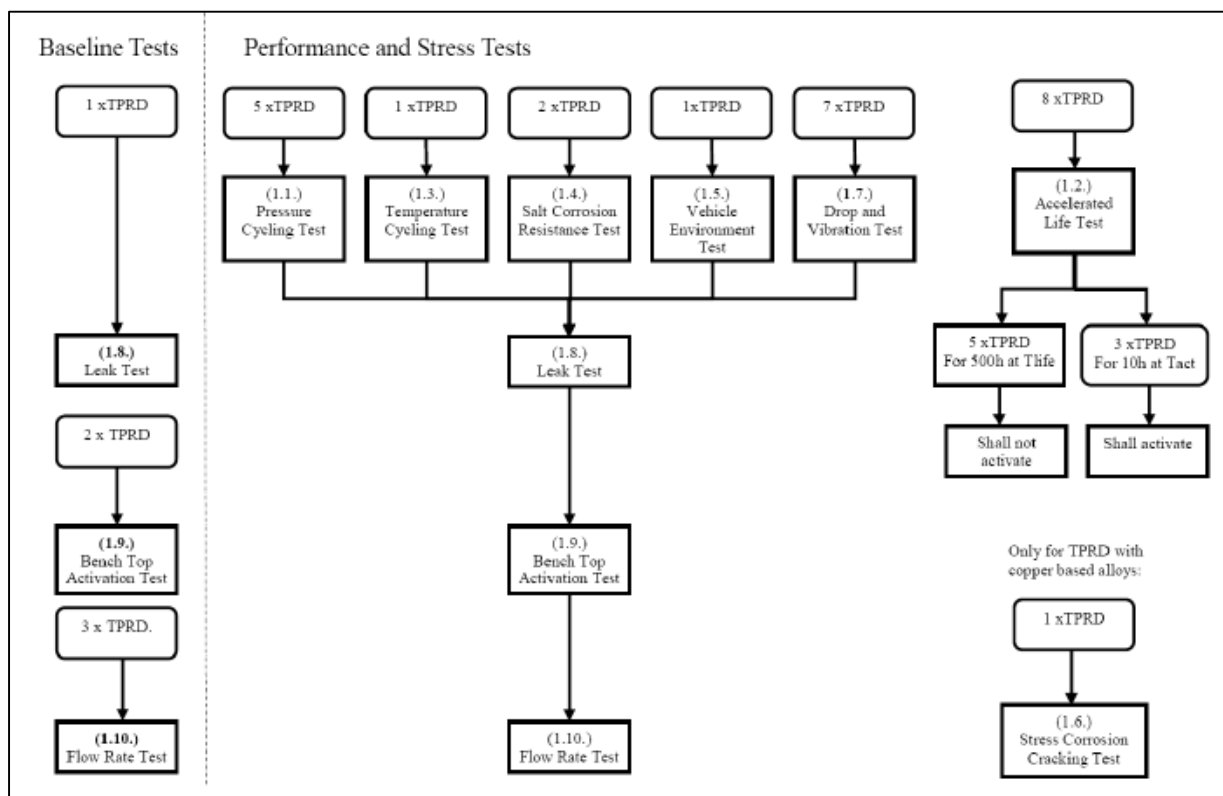 Baseline Tests
Performance and Stress Tests
1 xTPRD
5 xTPRD
1 xTPRD
2 xTPRD
1xTPRD
7 xTPRD
8 xTPRD
(1.1.)
Pressure
Cycling Test
(1.3.)
Temperature
Cycling Test
(1.4.)
Salt Corrosion
Resistance Test
(1.5.)
Vehicle
Environment
Test
(1.7.)
Drop and
Vibration Test
(1.2.)
Accelerated
Life Test
(1.8.)
Leak Test
(1.8.)
Leak Test
5 xTPRD
For 500h at Tlife
3 xTPRD
For 10h at Tact
Shall not
activate
Shall activate
2 x TPRD
(1.9.)
Bench Top
Activation Test
(1.9.)
Bench Top
Activation Test
Only for TPRD with
copper based alloys:
3 x TPRD.
1 xTPRD
(1.10.)
Flow Rate Test
(1.10.)
Flow Rate Test
(1.6.)
Stress Corrosion
Cracking Test